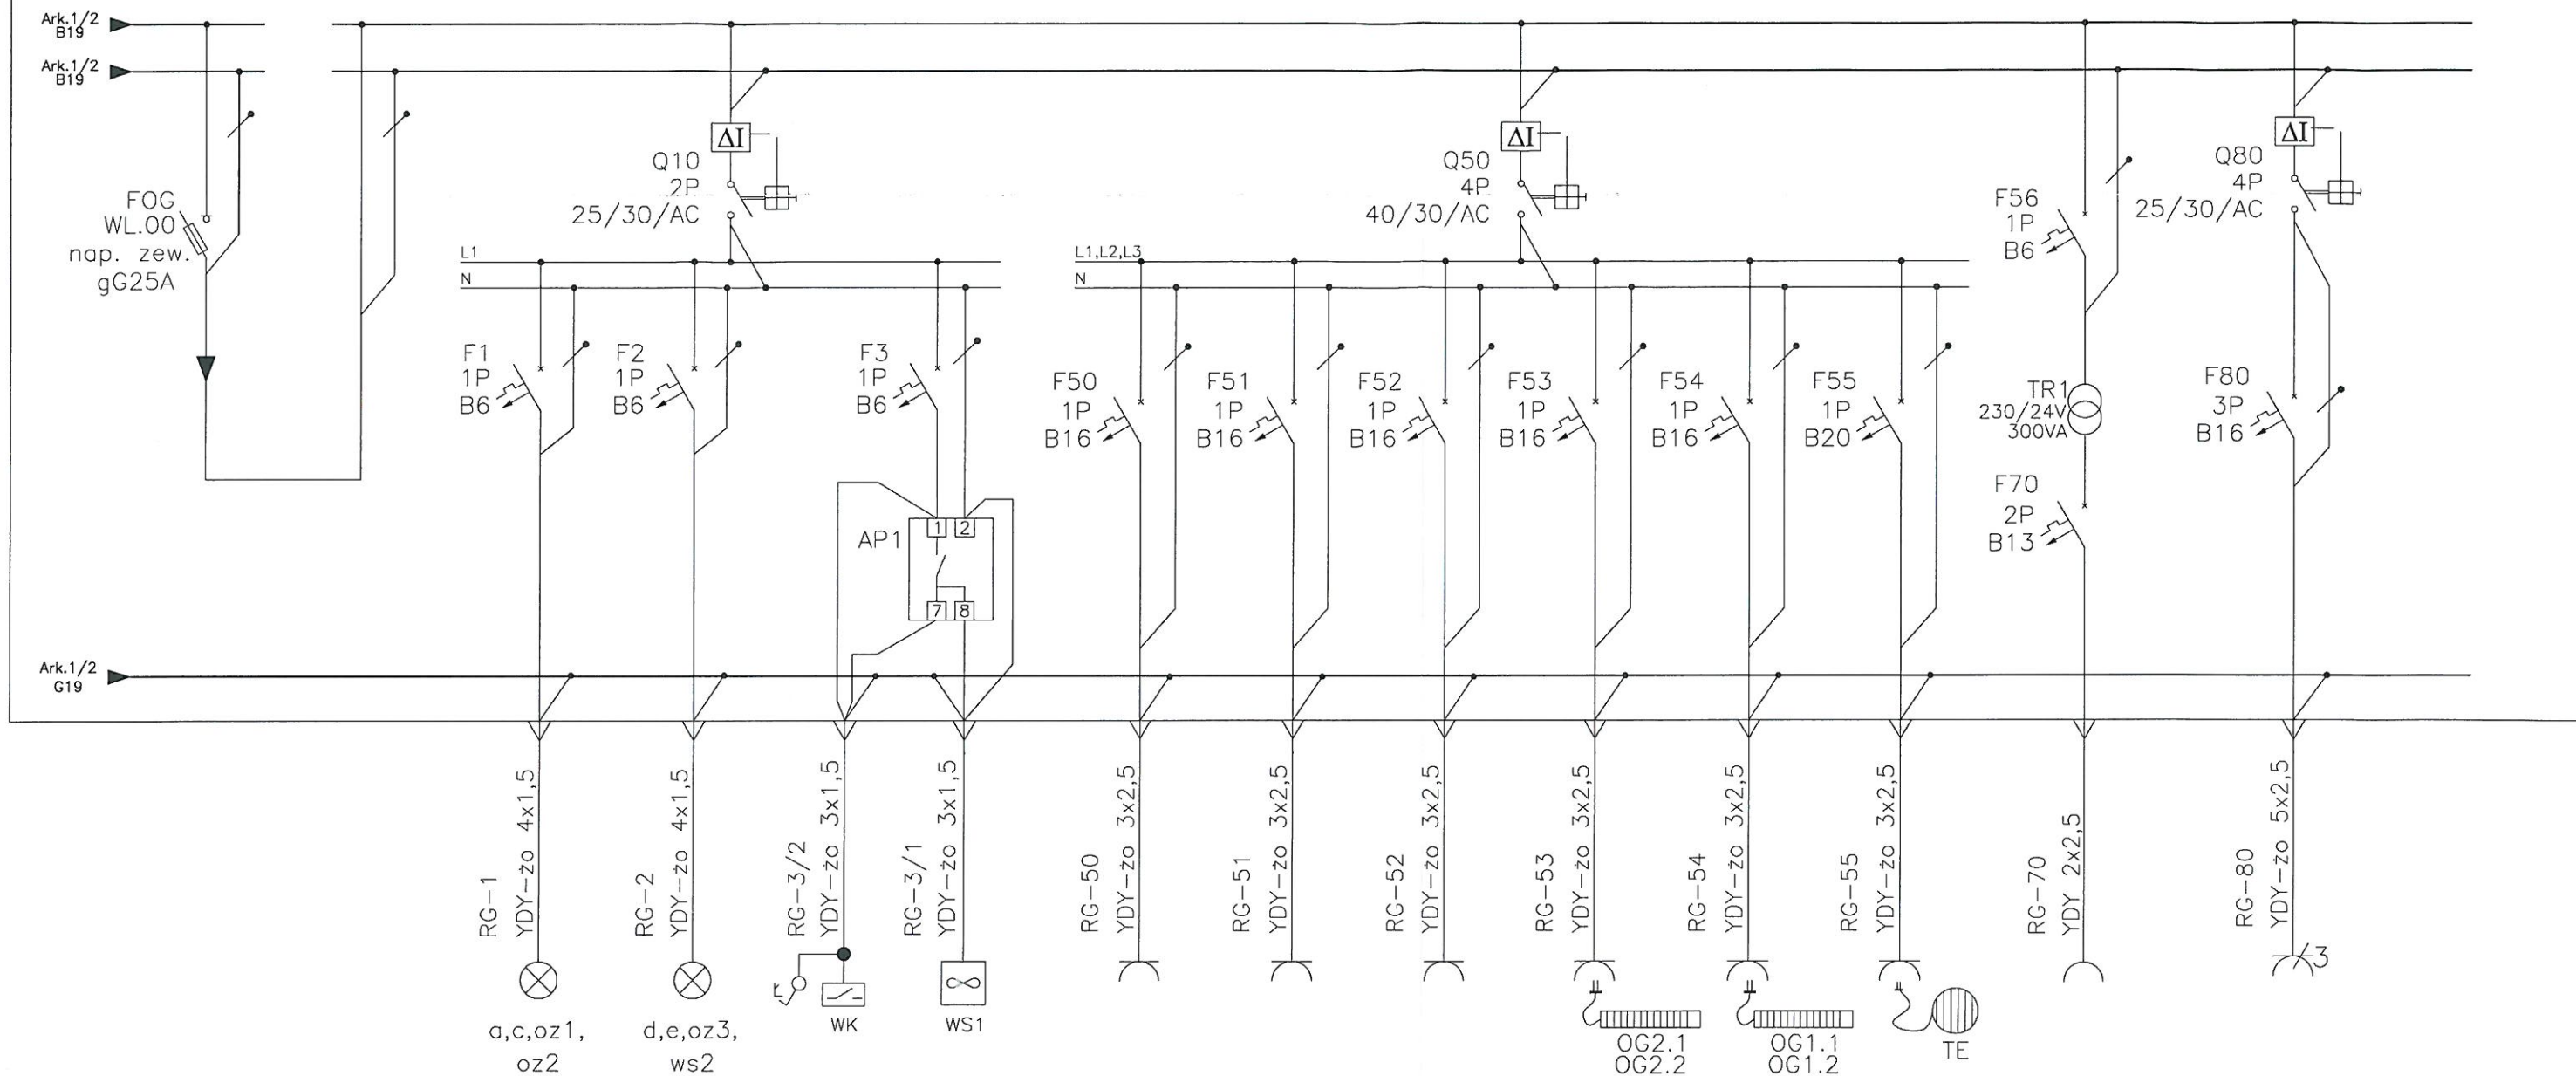 Ark.1/2
B19
Ark.1/2
B19
FOG
WL.00
nap. zew.
gG25A
ΔI
Q10
2P
25/30/AC
ΔI
Q50
4P
40/30/AC
ΔI
Q80
4P
25/30/AC
F56
1P
B6
L1
N
L1,L2,L3
N
F1
1P
B6
F2
1P
B6
F3
1P
B6
F50
1P
B16
F51
1P
B16
F52
1P
B16
F53
1P
B16
F54
1P
B16
F55
1P
B20
TR1
230/24V
300VA
F80
3P
B16
F70
2P
B13
AP1
1 2
7 8
Ark.1/2
G19
RG-1
YDY-żo 4x1,5
RG-2
YDY-żo 4x1,5
RG-3/2
YDY-żo 3x1,5
RG-3/1
YDY-żo 3x1,5
RG-50
YDY-żo 3x2,5
RG-51
YDY-żo 3x2,5
RG-52
YDY-żo 3x2,5
RG-53
YDY-żo 3x2,5
RG-54
YDY-żo 3x2,5
RG-55
YDY-żo 3x2,5
RG-70
YDY 2x2,5
RG-80
YDY-żo 5x2,5
3
a,c,oz1,
oz2
d,e,oz3,
ws2
WK
WS1
OG2.1
OG2.2
OG1.1
OG1.2
TE